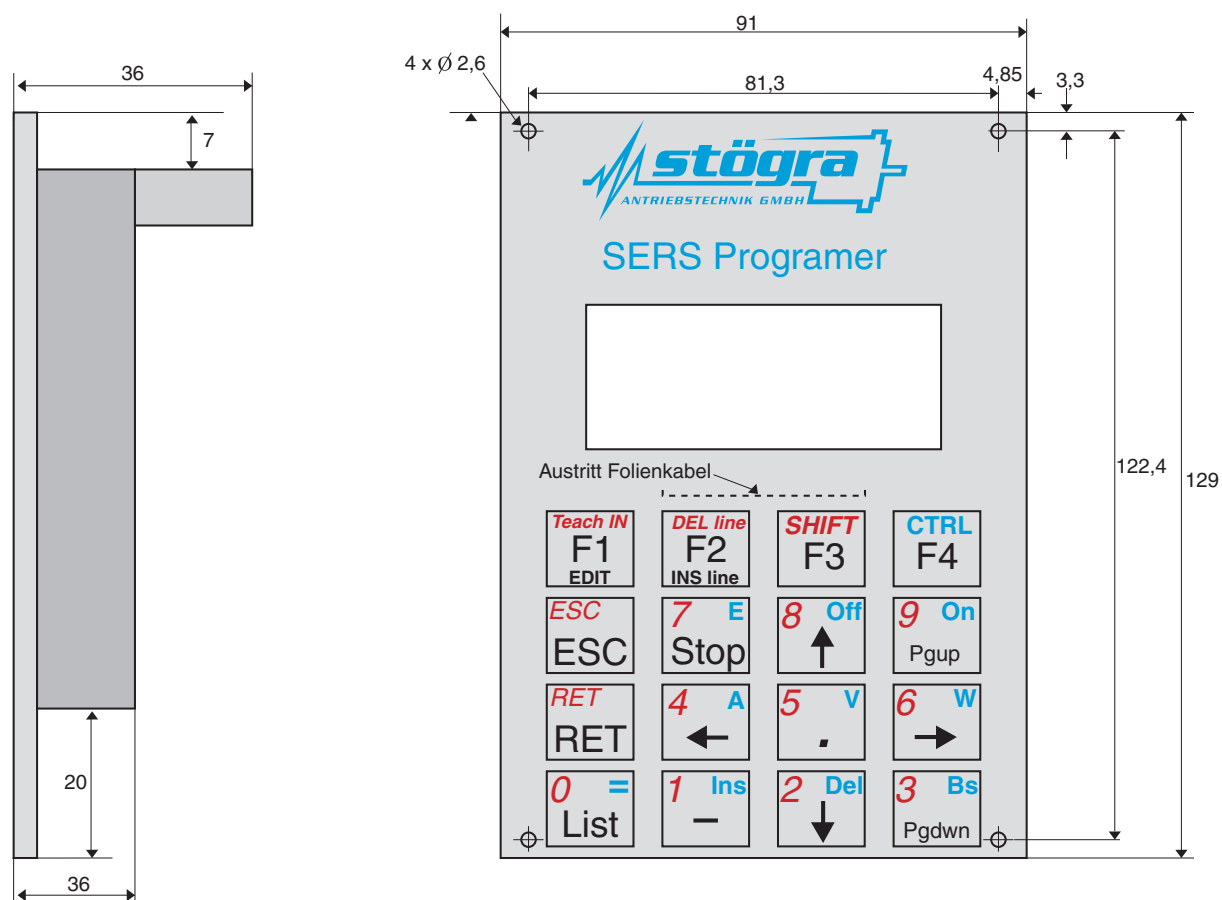 91
36
4 x Ø 2,6
81,3
4,85
3,3
7
stögra
ANTRIEBSTECHNIK GMBH
SERS Programer
122,4
129
Austritt Folienkabel
Teach IN
F1
EDIT
DEL line
F2
INS line
SHIFT
F3
CTRL
F4
ESC
ESC
7 E
Stop
8 Off
↑
9 On
Pgup
RET
RET
4 A
←
5 V
.
6 W
→
20
0 =
List
1 Ins
–
2 Del
↓
3 Bs
Pgdwn
36